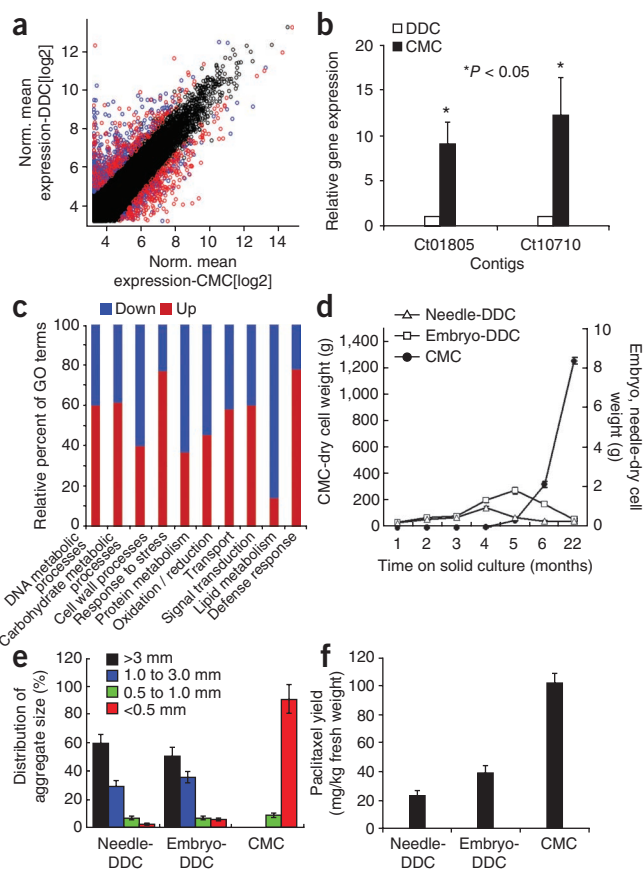 a
Norm. mean
expression-DDC[log2]
12
10
8
6
4
4 6 8 10 12 14
Norm. mean
expression-CMC[log2]
b
DDC
CMC
Relative gene expression
20
15
10
5
0
*P < 0.05
*
*
Ct01805 Ct10710
Contigs
c
Down Up
Relative percent of GO terms
100
80
60
40
20
0
DNA metabolic
processes
Carbohydrate metabolic
processes
Cell wall processes
Response to stress
Protein metabolism
Oxidation / reduction
Transport
Signal transduction
Lipid metabolism
Defense response
d
Needle-DDC
Embryo-DDC
CMC
CMC-dry cell weight (g)
1,400
1,200
1,000
800
600
400
200
0
10
8
6
4
2
0
Embryo, needle-dry cell
weight (g)
1 2 3 4 5 6 22
Time on solid culture (months)
e
>3 mm
1.0 to 3.0 mm
0.5 to 1.0 mm
<0.5 mm
Distribution of
aggregate size (%)
120
100
80
60
40
20
0
Needle-
DDC
Embryo-
DDC
CMC
f
Paclitaxel yield
(mg/kg fresh weight)
120
100
80
60
40
20
0
Needle-
DDC
Embryo-
DDC
CMC